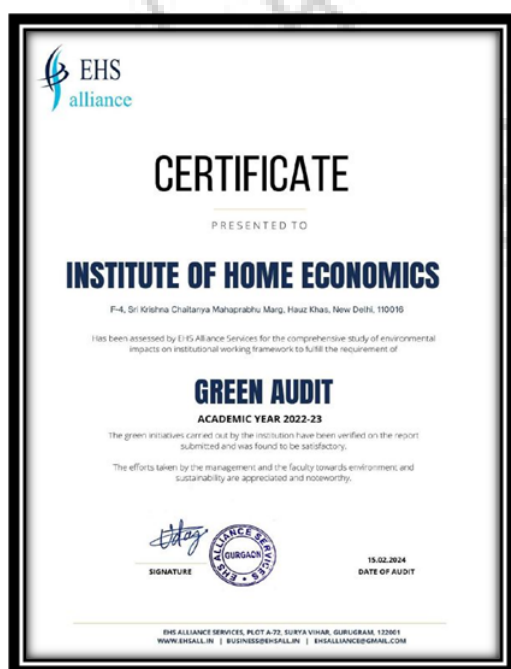 EHS
alliance
CERTIFICATE
PRESENTED TO
INSTITUTE OF HOME ECONOMICS
F-4, Sri Krishna Chaitanya Mahaprabhu Marg, Hauz Khas, New Delhi, 110016
Has been assessed by EHS Alliance Services for the comprehensive study of environmental
impacts on institutional working framework to fulfill the requirement of
GREEN AUDIT
ACADEMIC YEAR 2022-23
The green initiatives carried out by the institution have been verified on the report
submitted and was found to be satisfactory.
The efforts taken by the management and the faculty towards environment and
sustainability are appreciated and noteworthy.
EHS ALLIANCE SERVICES
GURGAON
SIGNATURE
15.02.2024
DATE OF AUDIT
EHS ALLIANCE SERVICES, PLOT A-72, SURYA VIHAR, GURUGRAM, 122001
WWW.EHSALL.IN | BUSINESS@EHSALL.IN | EHSALLIANCE@GMAIL.COM